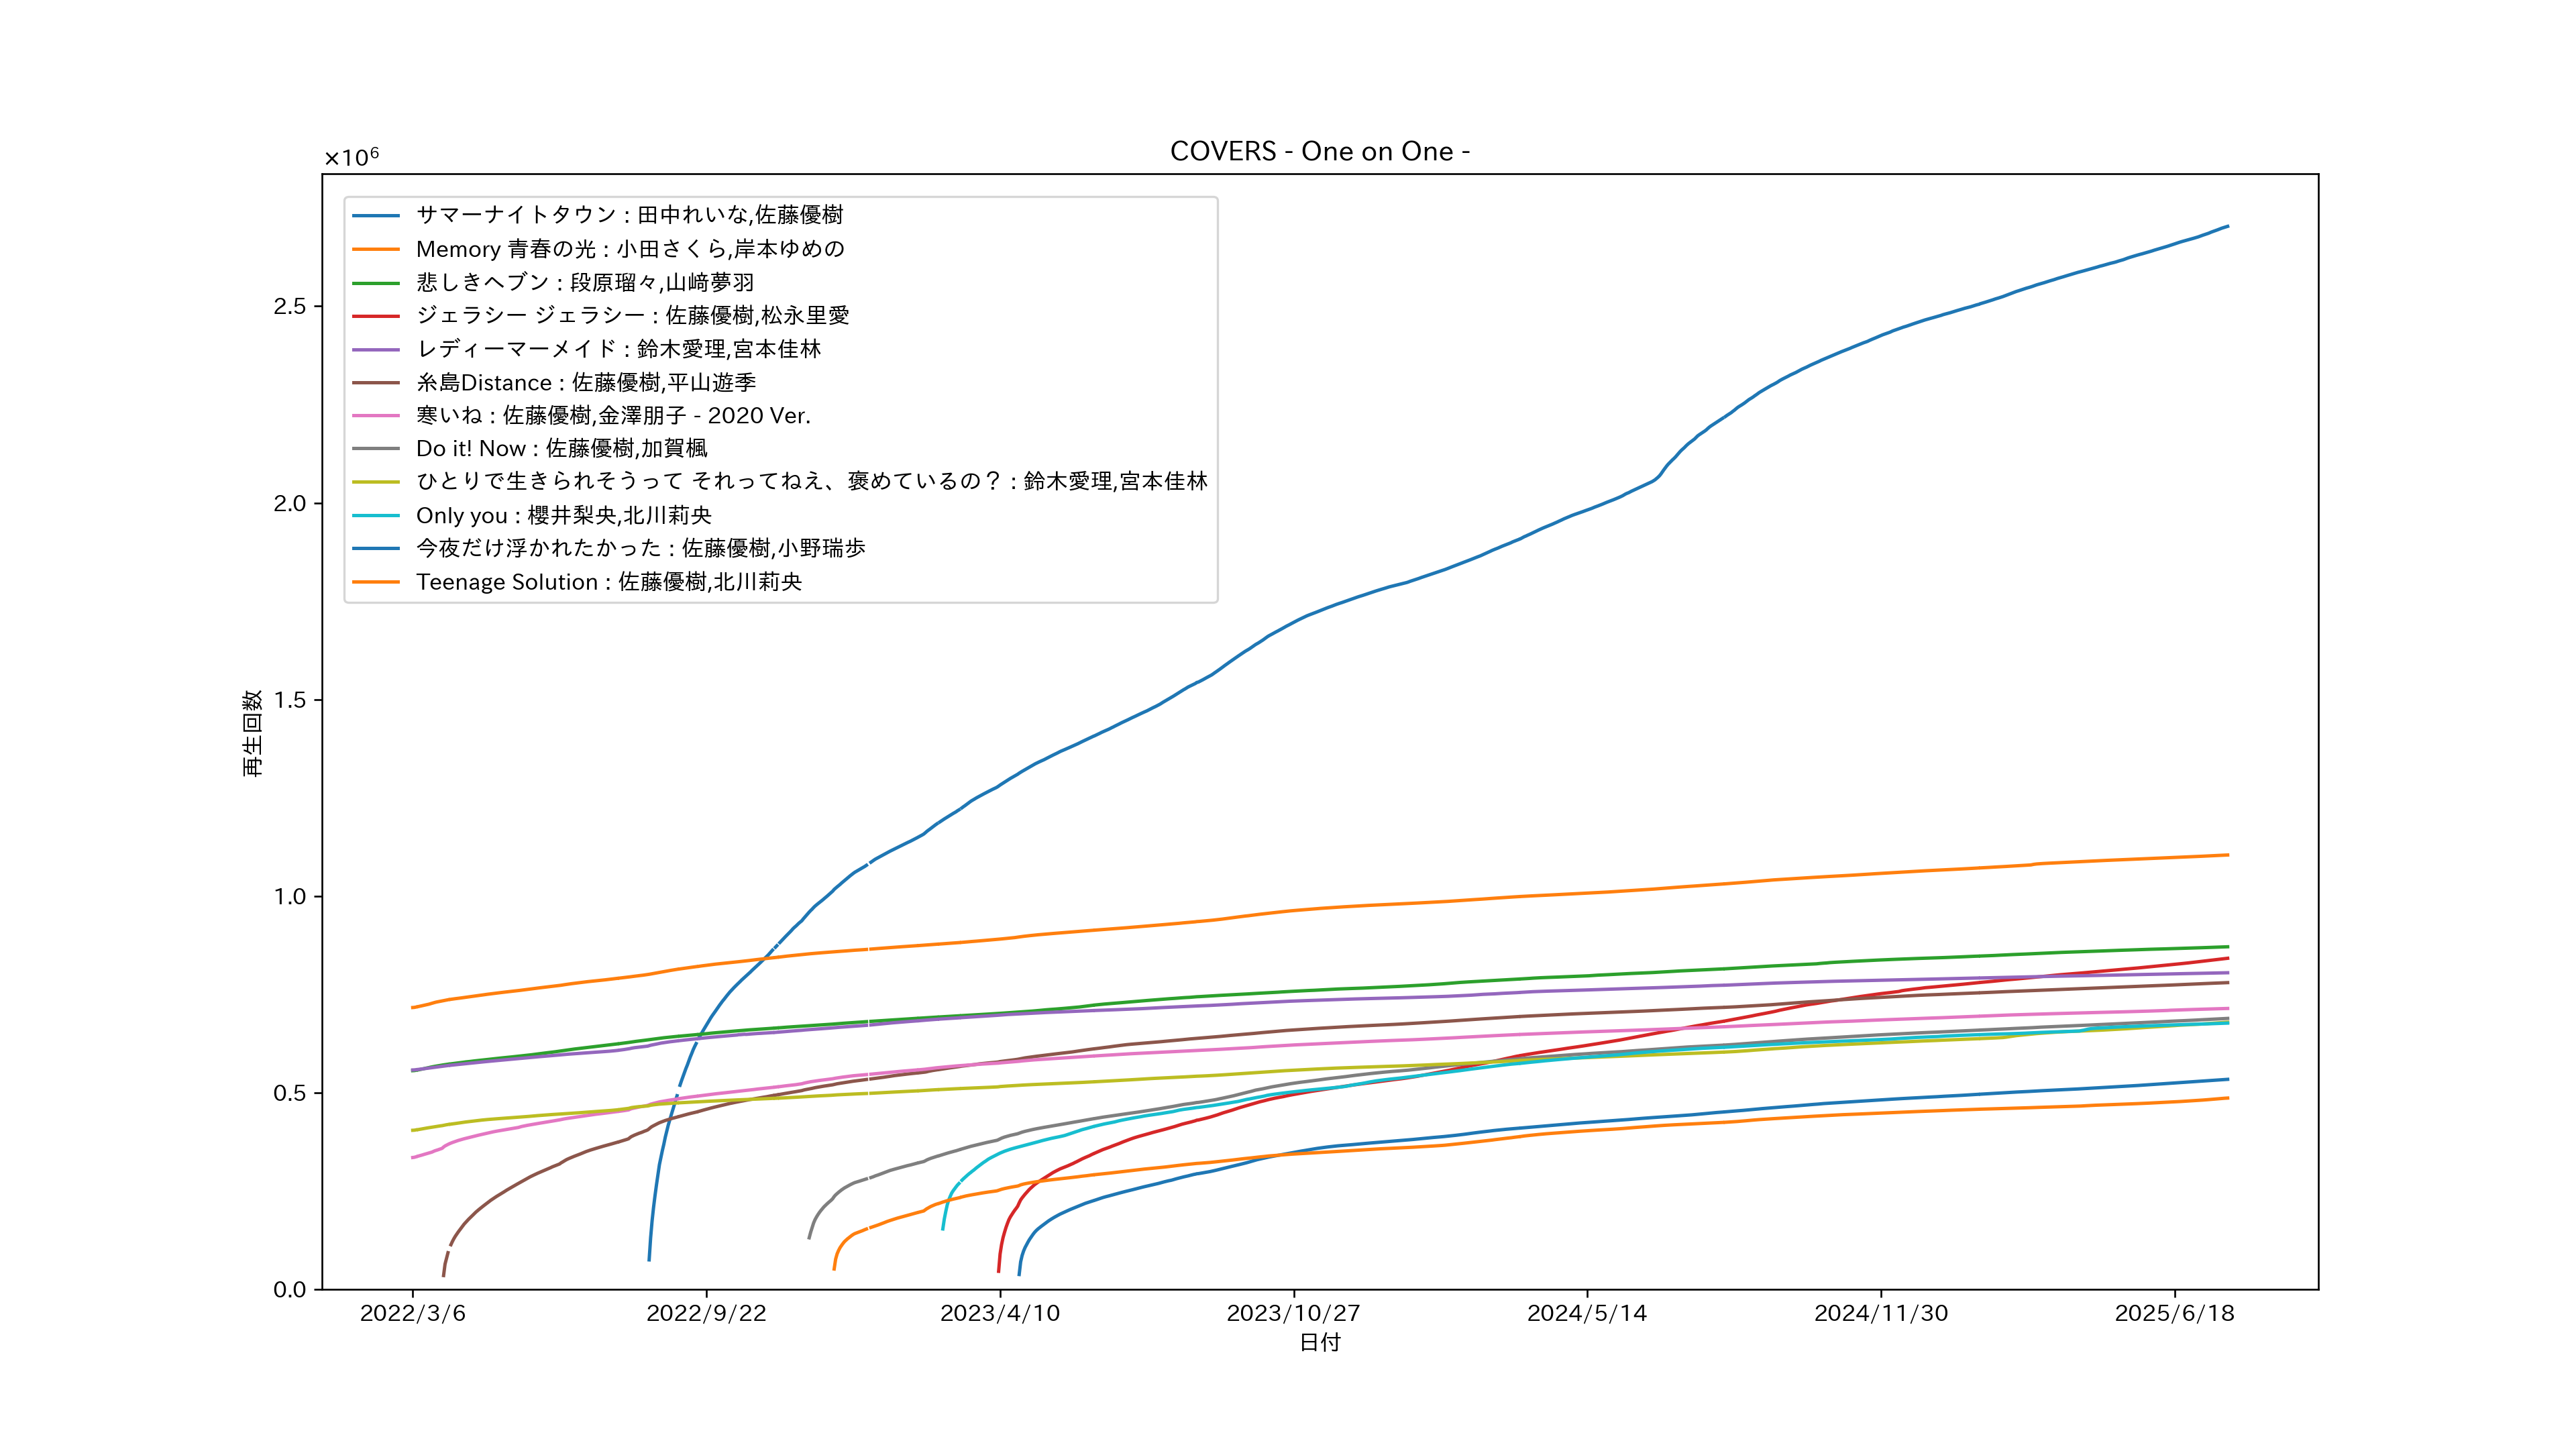 COVERS - One on One -
×10⁶
サマーナイトタウン : 田中れいな,佐藤優樹
Memory 青春の光 : 小田さくら,岸本ゆめの
悲しきヘブン : 段原瑠々,山﨑夢羽
ジェラシー ジェラシー : 佐藤優樹,松永里愛
レディーマーメイド : 鈴木愛理,宮本佳林
糸島Distance : 佐藤優樹,平山遊季
寒いね : 佐藤優樹,金澤朋子 - 2020 Ver.
Do it! Now : 佐藤優樹,加賀楓
ひとりで生きられそうって それってねえ、褒めているの？ : 鈴木愛理,宮本佳林
Only you : 櫻井梨央,北川莉央
今夜だけ浮かれたかった : 佐藤優樹,小野瑞歩
Teenage Solution : 佐藤優樹,北川莉央
2.5
2.0
1.5
1.0
0.5
0.0
再生回数
2022/3/6
2022/9/22
2023/4/10
2023/10/27
2024/5/14
2024/11/30
2025/6/18
日付